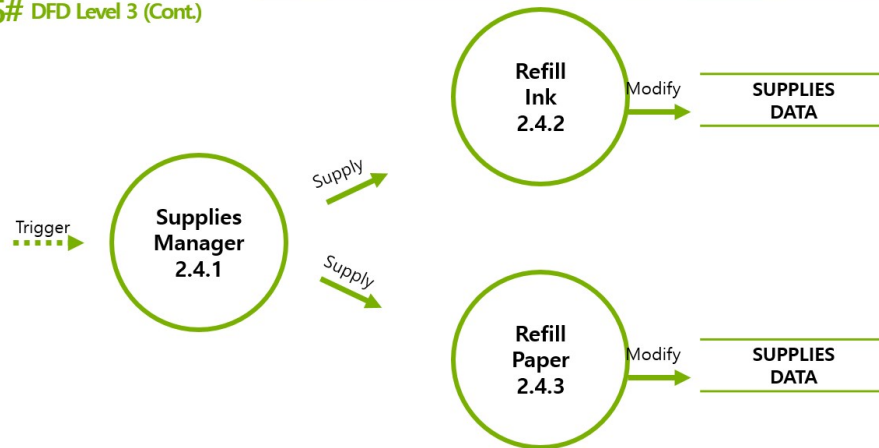 # DFD Level 3 (Cont.)
Refill
Ink
2.4.2
Modify
SUPPLIES
DATA
Supply
Trigger
Supplies
Manager
2.4.1
Supply
Refill
Paper
2.4.3
Modify
SUPPLIES
DATA